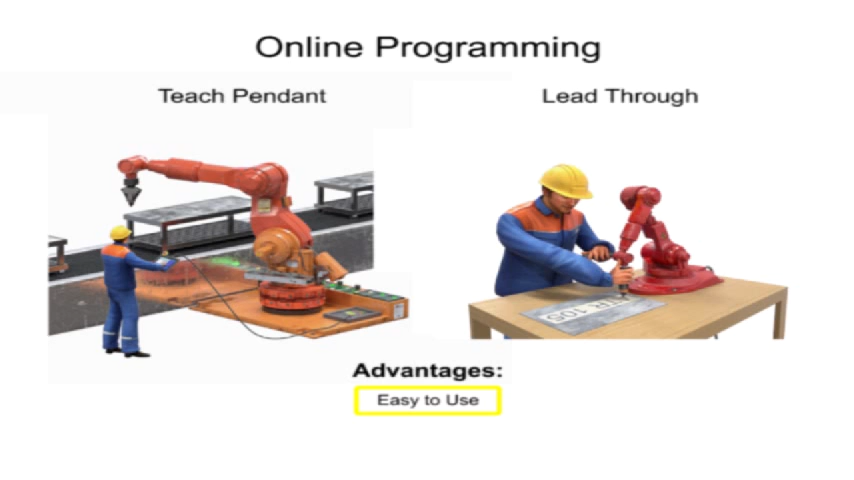 Online Programming
Teach Pendant
Lead Through
Advantages:
Easy to Use